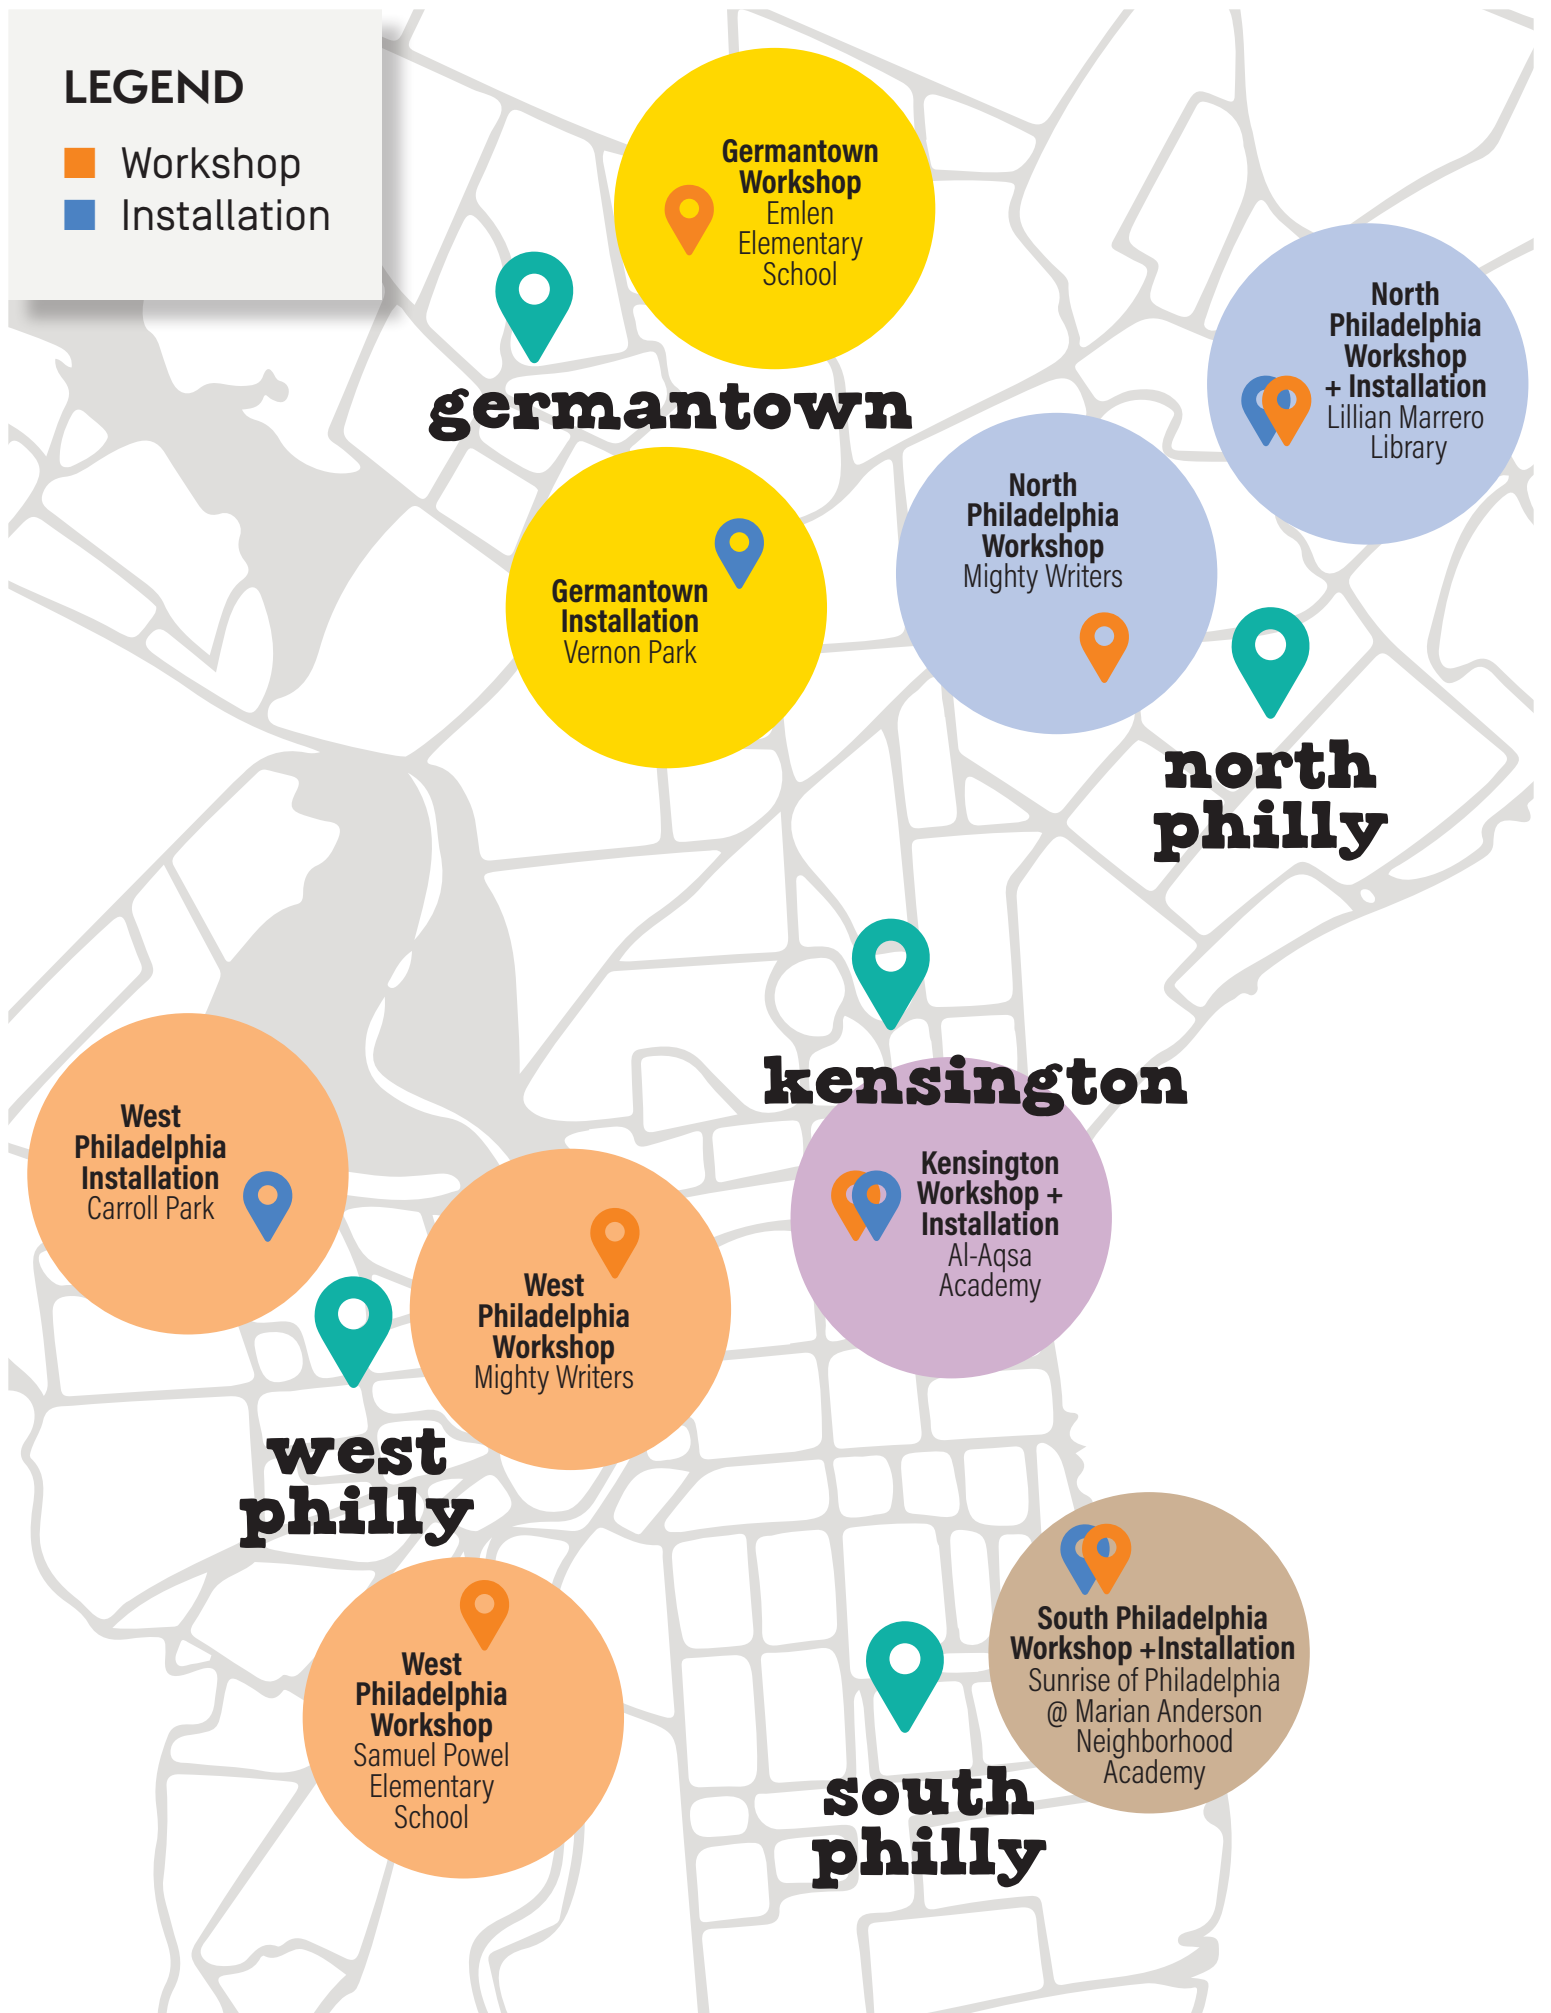 LEGEND
Workshop
Installation
Germantown
Workshop
Emlen
Elementary
School
germantown
North
Philadelphia
Workshop
+ Installation
Lillian Marrero
Library
North
Philadelphia
Workshop
Mighty Writers
Germantown
Installation
Vernon Park
north
philly
kensington
Kensington
Workshop +
Installation
Al-Aqsa
Academy
West
Philadelphia
Installation
Carroll Park
West
Philadelphia
Workshop
Mighty Writers
west
philly
West
Philadelphia
Workshop
Samuel Powel
Elementary
School
South Philadelphia
Workshop +Installation
Sunrise of Philadelphia
@ Marian Anderson
Neighborhood
Academy
south
philly